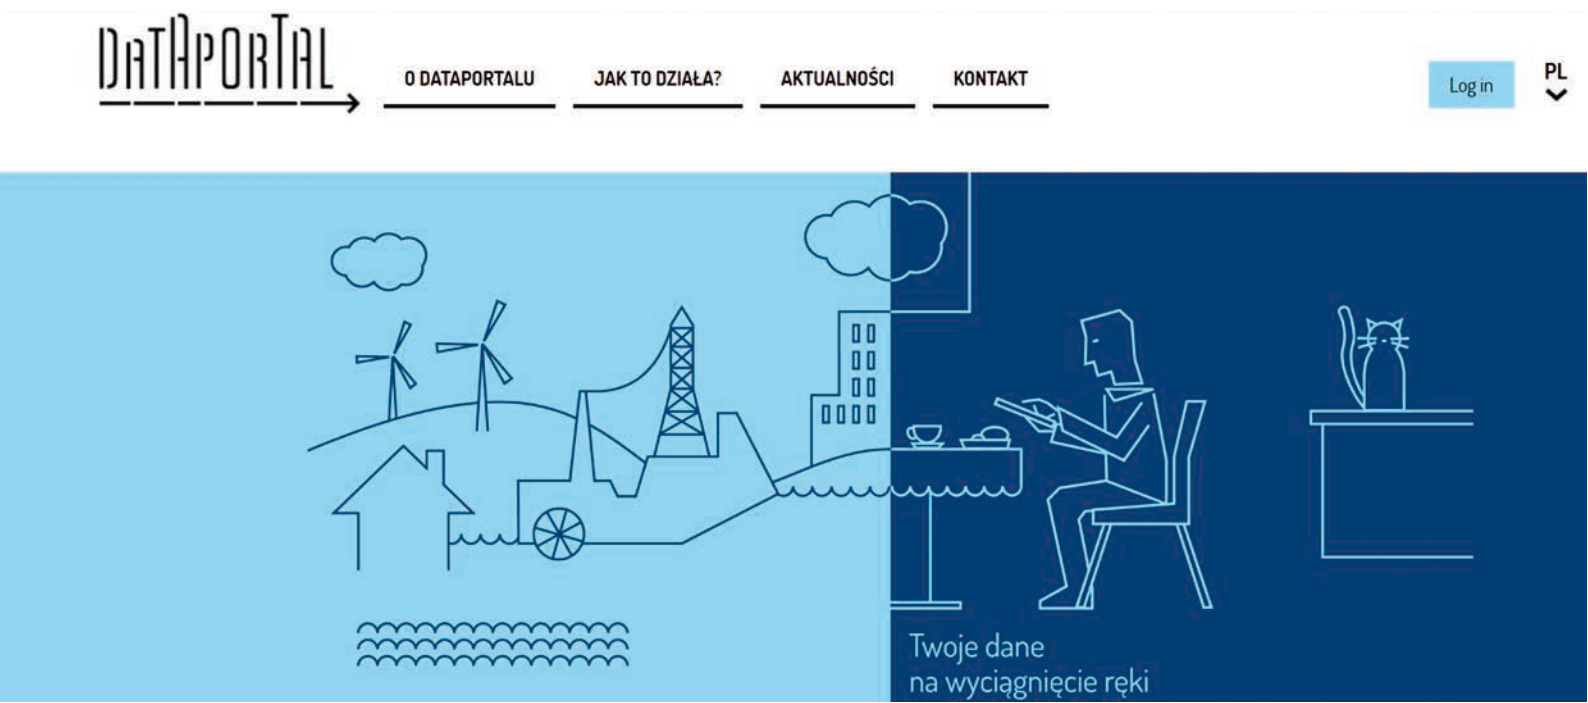 DATAPORTAL
O DATAPORTALU
JAK TO DZIAŁA?
AKTUALNOŚCI
KONTAKT
Log in
PL
Twoje dane
na wyciągnięcie ręki